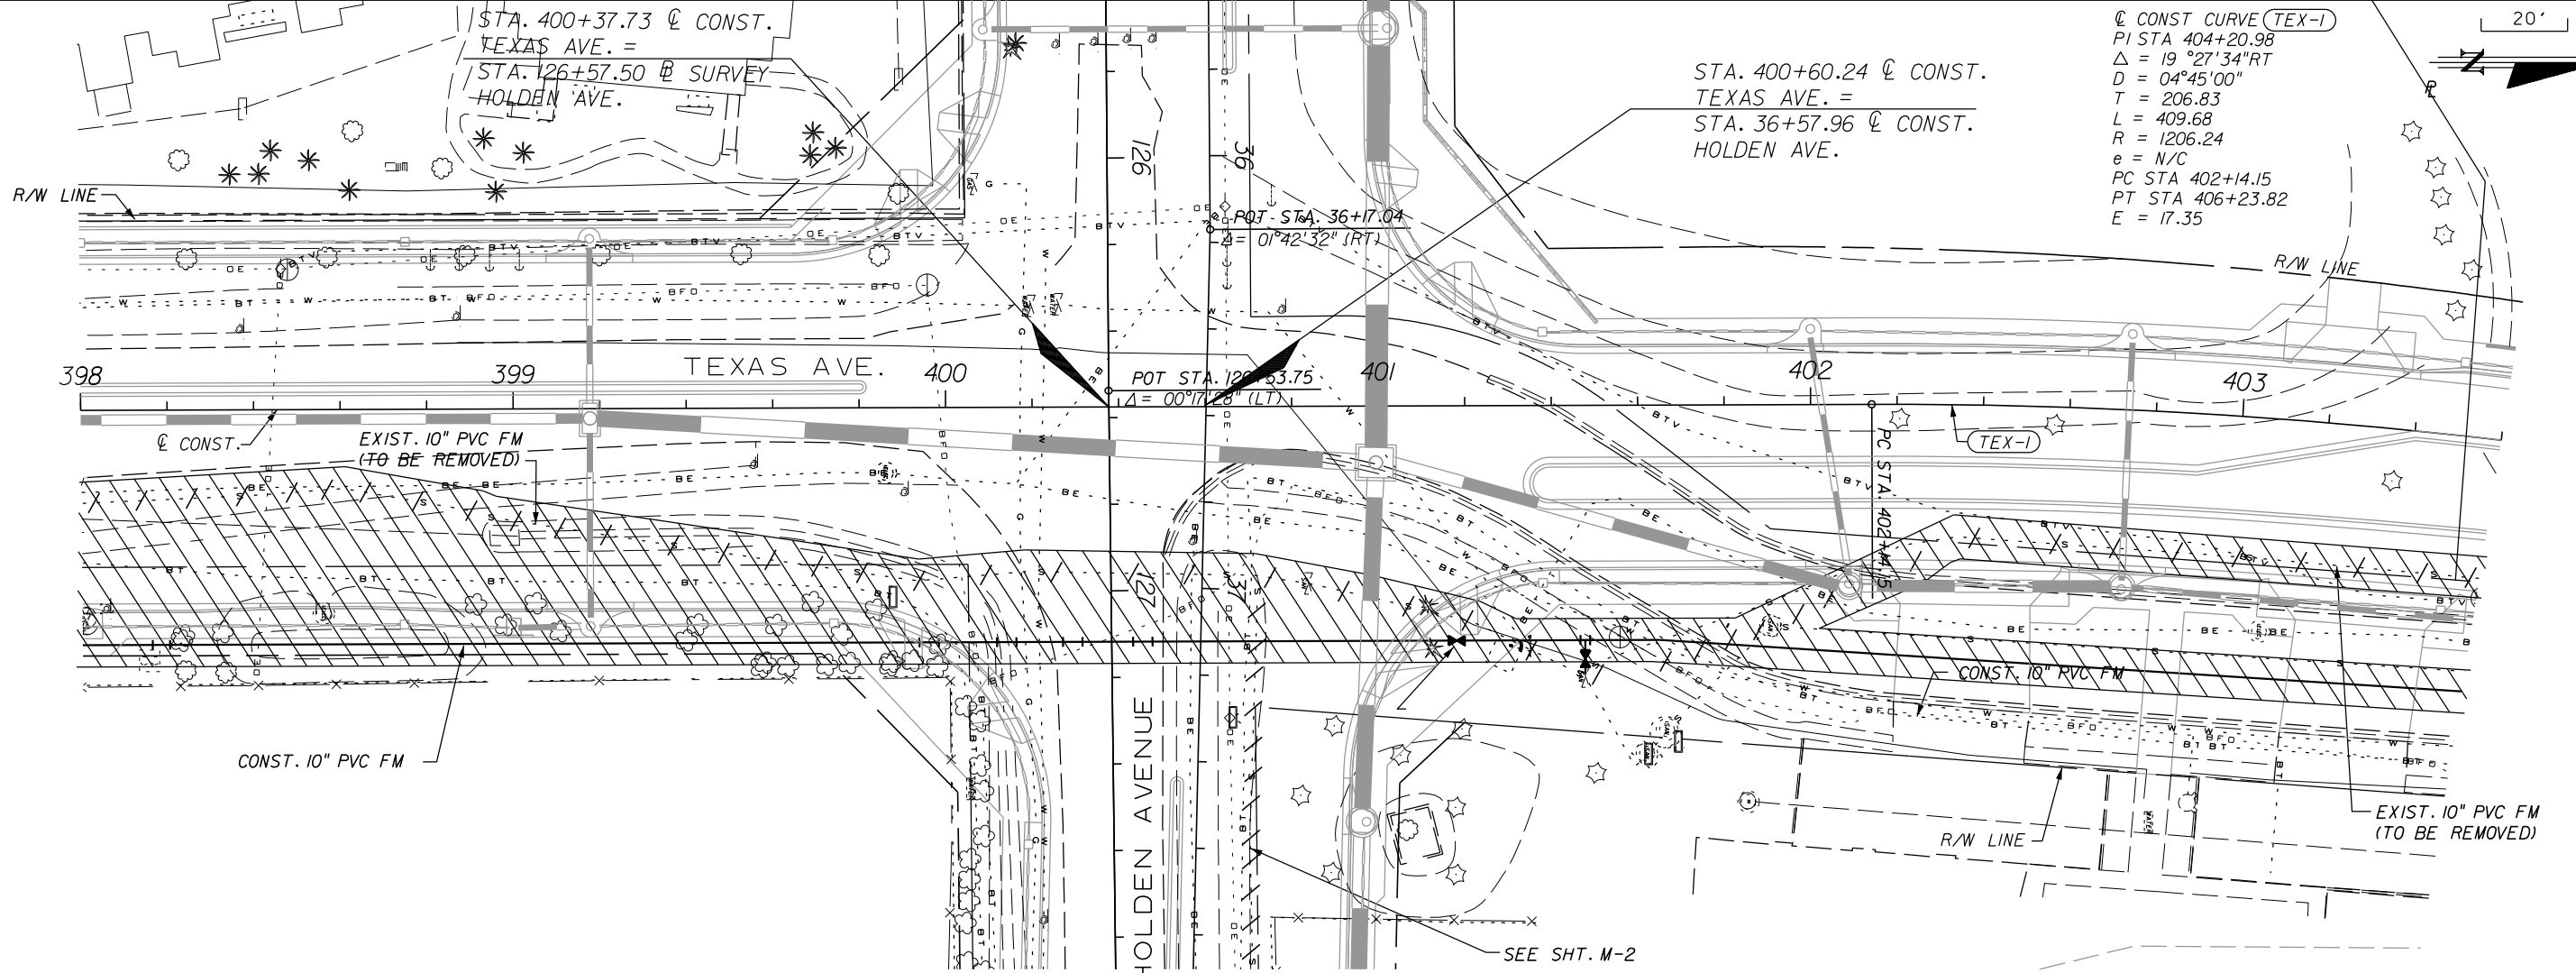 STA. 400+37.73 ℄ CONST.
TEXAS AVE. =
STA. 126+57.50 BL SURVEY
HOLDEN AVE.
STA. 400+60.24 ℄ CONST.
TEXAS AVE. =
STA. 36+57.96 ℄ CONST.
HOLDEN AVE.
℄ CONST CURVE TEX-1
PI STA 404+20.98
Δ = 19 °27'34"RT
D = 04°45'00"
T = 206.83
L = 409.68
R = 1206.24
e = N/C
PC STA 402+14.15
PT STA 406+23.82
E = 17.35
20'
N
R/W LINE
126
36
POT STA. 36+17.04
Δ= 01°42'32" (RT)
R/W LINE
TEXAS AVE.
398
399
400
401
402
403
POT STA. 126+53.75
Δ= 00°17'28" (LT)
℄ CONST.
EXIST. 10" PVC FM
(TO BE REMOVED)
TEX-1
PC STA. 402+14.15
127
37
CONST. 10" PVC FM
CONST. 10" PVC FM
HOLDEN AVENUE
R/W LINE
EXIST. 10" PVC FM
(TO BE REMOVED)
SEE SHT. M-2